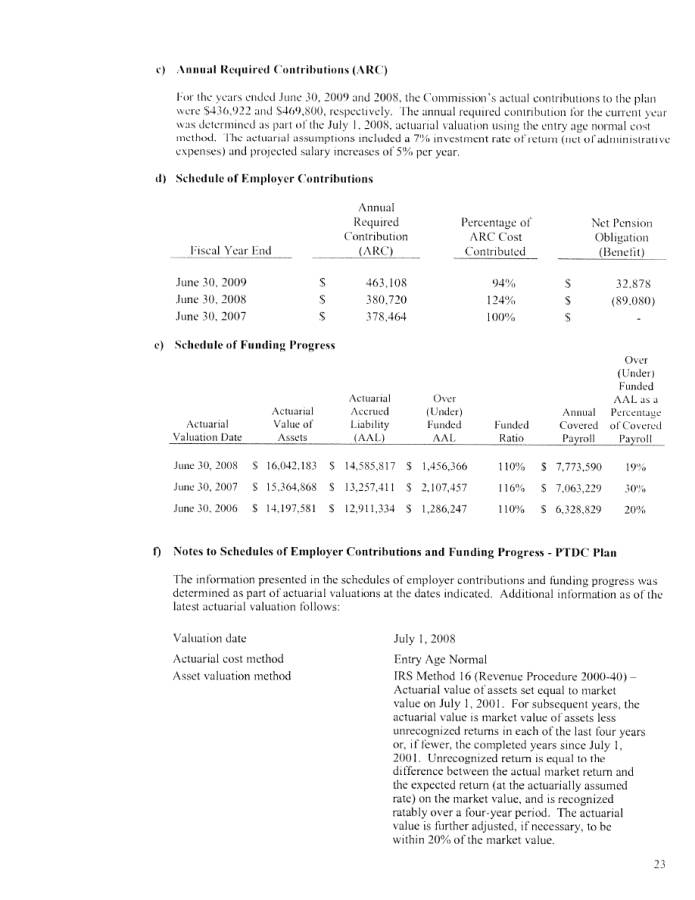 c) Annual Required Contributions (ARC)
For the years ended June 30, 2009 and 2008, the Commission's actual contributions to the plan
were $436,922 and $469,800, respectively. The annual required contribution for the current year
was determined as part of the July 1, 2008, actuarial valuation using the entry age normal cost
method. The actuarial assumptions included a 7% investment rate of return (net of administrative
expenses) and projected salary increases of 5% per year.
d) Schedule of Employer Contributions
Annual
Required Percentage of Net Pension
Contribution ARC Cost Obligation
Fiscal Year End (ARC) Contributed (Benefit)
June 30, 2009 $ 463,108 94% $ 32,878
June 30, 2008 $ 380,720 124% $ (89,080)
June 30, 2007 $ 378,464 100% $ -
e) Schedule of Funding Progress
Over
(Under)
Funded
Actuarial Over AAL as a
Actuarial Accrued (Under) Annual Percentage
Actuarial Value of Liability Funded Funded Covered of Covered
Valuation Date Assets (AAL) AAL Ratio Payroll Payroll
June 30, 2008 $ 16,042,183 $ 14,585,817 $ 1,456,366 110% $ 7,773,590 19%
June 30, 2007 $ 15,364,868 $ 13,257,411 $ 2,107,457 116% $ 7,063,229 30%
June 30, 2006 $ 14,197,581 $ 12,911,334 $ 1,286,247 110% $ 6,328,829 20%
f) Notes to Schedules of Employer Contributions and Funding Progress - PTDC Plan
The information presented in the schedules of employer contributions and funding progress was
determined as part of actuarial valuations at the dates indicated. Additional information as of the
latest actuarial valuation follows:
Valuation date July 1, 2008
Actuarial cost method Entry Age Normal
Asset valuation method IRS Method 16 (Revenue Procedure 2000-40) –
Actuarial value of assets set equal to market
value on July 1, 2001. For subsequent years, the
actuarial value is market value of assets less
unrecognized returns in each of the last four years
or, if fewer, the completed years since July 1,
2001. Unrecognized return is equal to the
difference between the actual market return and
the expected return (at the actuarially assumed
rate) on the market value, and is recognized
ratably over a four-year period. The actuarial
value is further adjusted, if necessary, to be
within 20% of the market value.
23